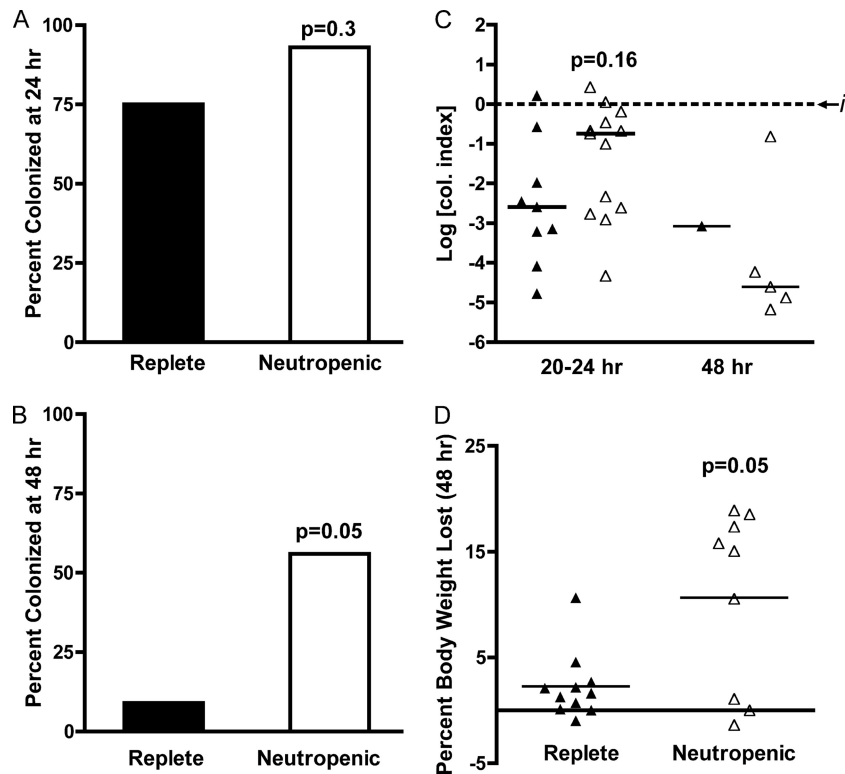 A
Percent Colonized at 24 hr
100
75
50
25
0
p=0.3
Replete
Neutropenic
B
Percent Colonized at 48 hr
100
75
50
25
0
p=0.05
Replete
Neutropenic
C
Log [col. index]
2
1
0
-1
-2
-3
-4
-5
-6
p=0.16
i
20-24 hr
48 hr
D
Percent Body Weight Lost (48 hr)
25
15
5
-5
p=0.05
Replete
Neutropenic